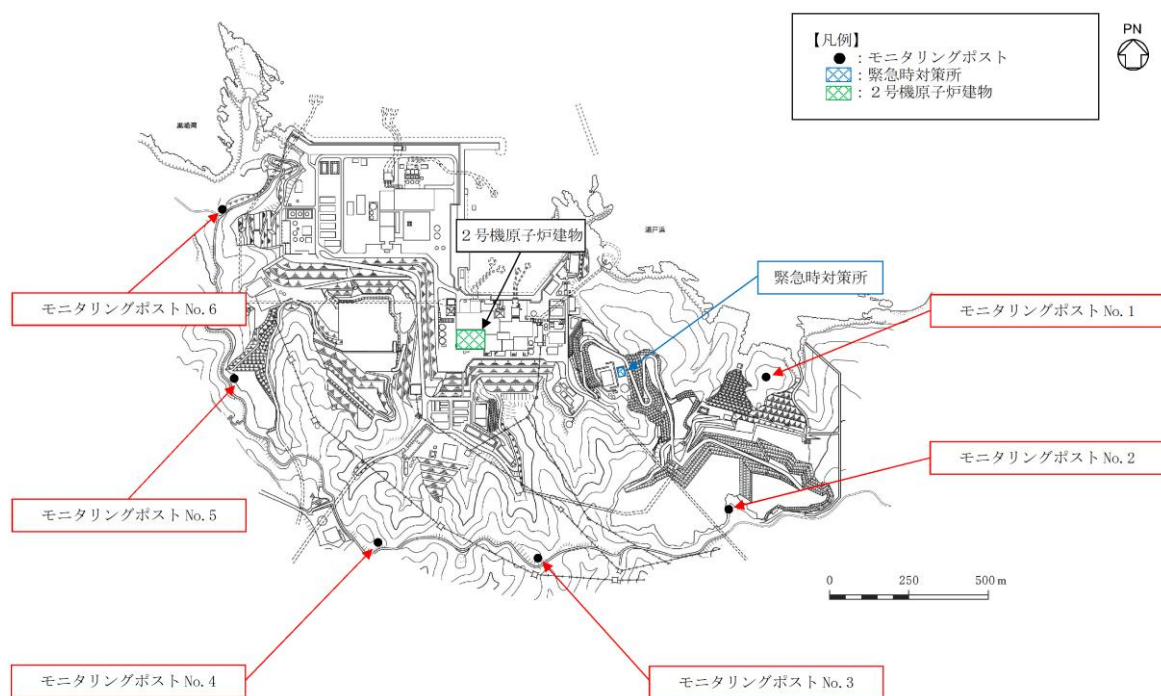 【凡例】
● : モニタリングポスト
: 緊急時対策所
: 2号機原子炉建物
PN
2号機原子炉建物
緊急時対策所
モニタリングポスト No.6
モニタリングポスト No.1
モニタリングポスト No.2
モニタリングポスト No.5
0 250 500 m
モニタリングポスト No.4
モニタリングポスト No.3